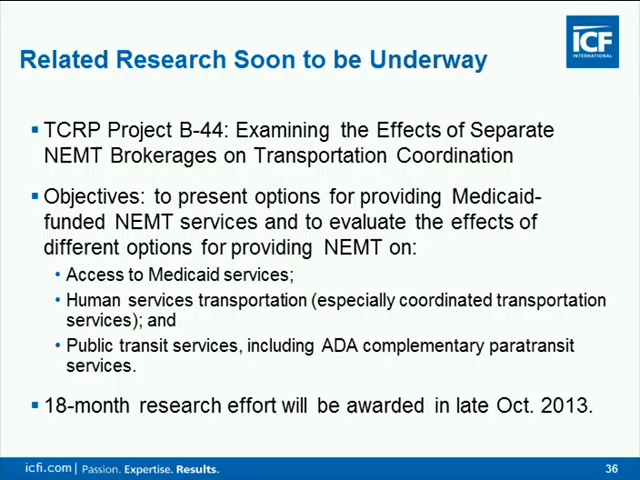 ICF
INTERNATIONAL
Related Research Soon to be Underway
▪ TCRP Project B-44: Examining the Effects of Separate
NEMT Brokerages on Transportation Coordination
▪ Objectives: to present options for providing Medicaid-
funded NEMT services and to evaluate the effects of
different options for providing NEMT on:
• Access to Medicaid services;
• Human services transportation (especially coordinated transportation
services); and
• Public transit services, including ADA complementary paratransit
services.
▪ 18-month research effort will be awarded in late Oct. 2013.
icfi.com | Passion. Expertise. Results.
36